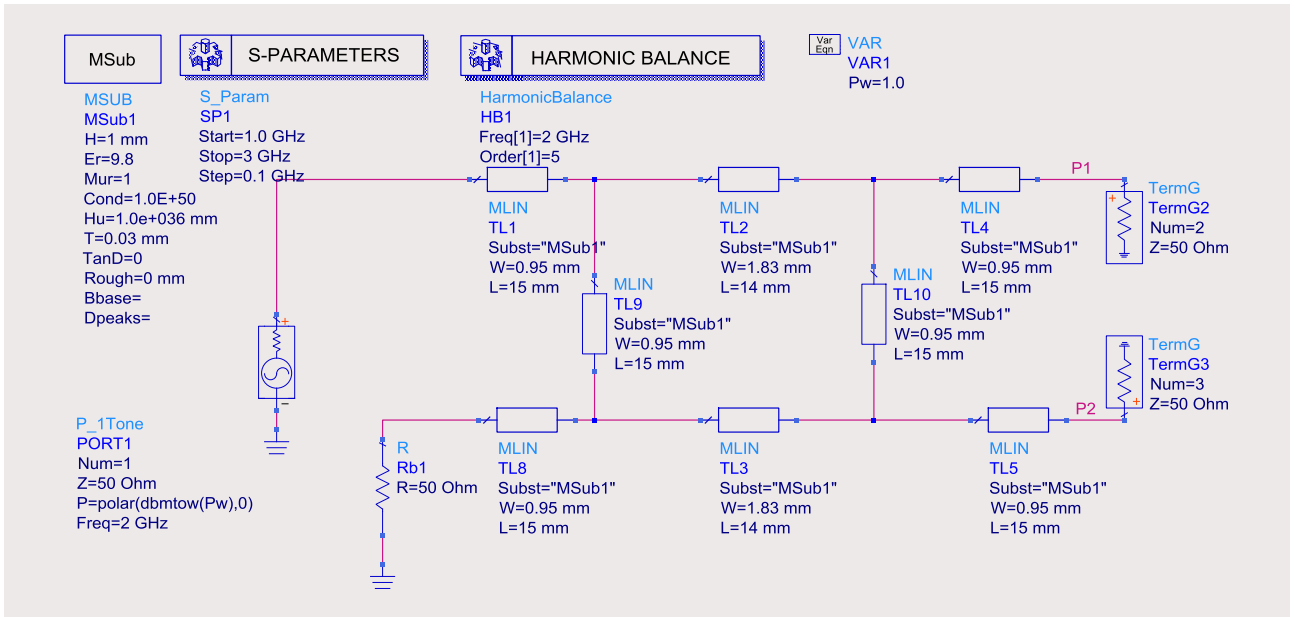 MSub
MSUB
MSub1
H=1 mm
Er=9.8
Mur=1
Cond=1.0E+50
Hu=1.0e+036 mm
T=0.03 mm
TanD=0
Rough=0 mm
Bbase=
Dpeaks=
S-PARAMETERS
S_Param
SP1
Start=1.0 GHz
Stop=3 GHz
Step=0.1 GHz
HARMONIC BALANCE
HarmonicBalance
HB1
Freq[1]=2 GHz
Order[1]=5
Var
Eqn
VAR
VAR1
Pw=1.0
MLIN
TL1
Subst="MSub1"
W=0.95 mm
L=15 mm
MLIN
TL2
Subst="MSub1"
W=1.83 mm
L=14 mm
MLIN
TL4
Subst="MSub1"
W=0.95 mm
L=15 mm
P1
+
TermG
TermG2
Num=2
Z=50 Ohm
MLIN
TL9
Subst="MSub1"
W=0.95 mm
L=15 mm
MLIN
TL10
Subst="MSub1"
W=0.95 mm
L=15 mm
TermG
TermG3
Num=3
Z=50 Ohm
+
P2
+
-
P_1Tone
PORT1
Num=1
Z=50 Ohm
P=polar(dbmtow(Pw),0)
Freq=2 GHz
R
Rb1
R=50 Ohm
MLIN
TL8
Subst="MSub1"
W=0.95 mm
L=15 mm
MLIN
TL3
Subst="MSub1"
W=1.83 mm
L=14 mm
MLIN
TL5
Subst="MSub1"
W=0.95 mm
L=15 mm